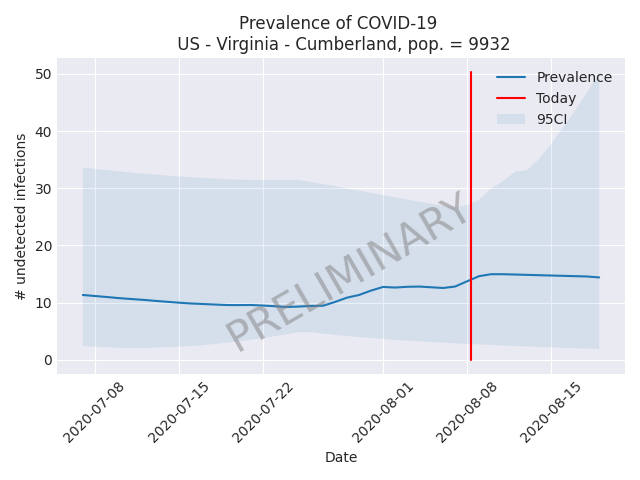 Prevalence of COVID-19
US - Virginia - Cumberland, pop. = 9932
50
40
30
20
10
0
# undetected infections
Prevalence
Today
95CI
PRELIMINARY
2020-07-08
2020-07-15
2020-07-22
2020-08-01
2020-08-08
2020-08-15
Date